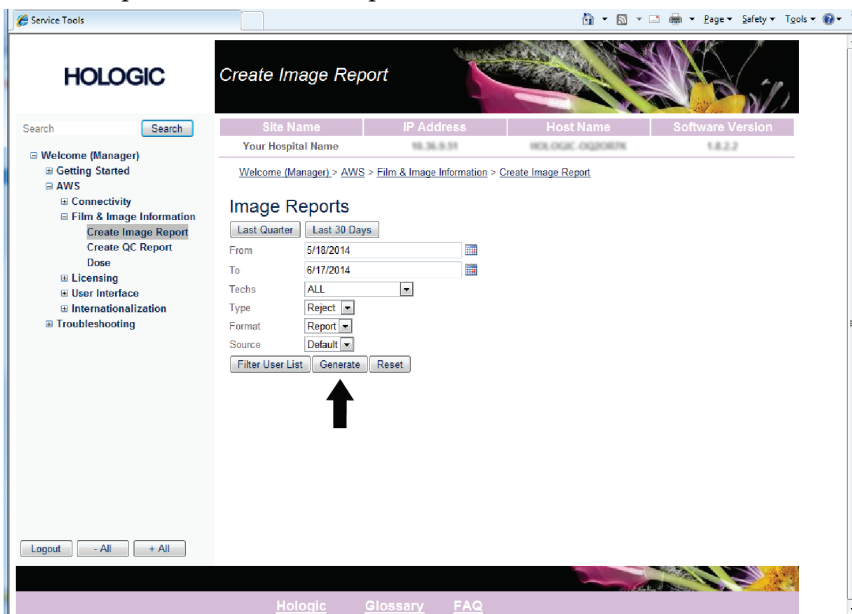 Service Tools
Page Safety Tools
HOLOGIC
Create Image Report
Search Search
Site Name IP Address Host Name Software Version
Your Hospital Name 10.36.9.51 1.8.2.2
Welcome (Manager)
Getting Started
AWS
Connectivity
Film & Image Information
Create Image Report
Create QC Report
Dose
Licensing
User Interface
Internationalization
Troubleshooting
Welcome (Manager) > AWS > Film & Image Information > Create Image Report
Image Reports
Last Quarter Last 30 Days
From 5/18/2014
To 6/17/2014
Techs ALL
Type Reject
Format Report
Source Default
Filter User List Generate Reset
Logout - All + All
Hologic Glossary FAQ